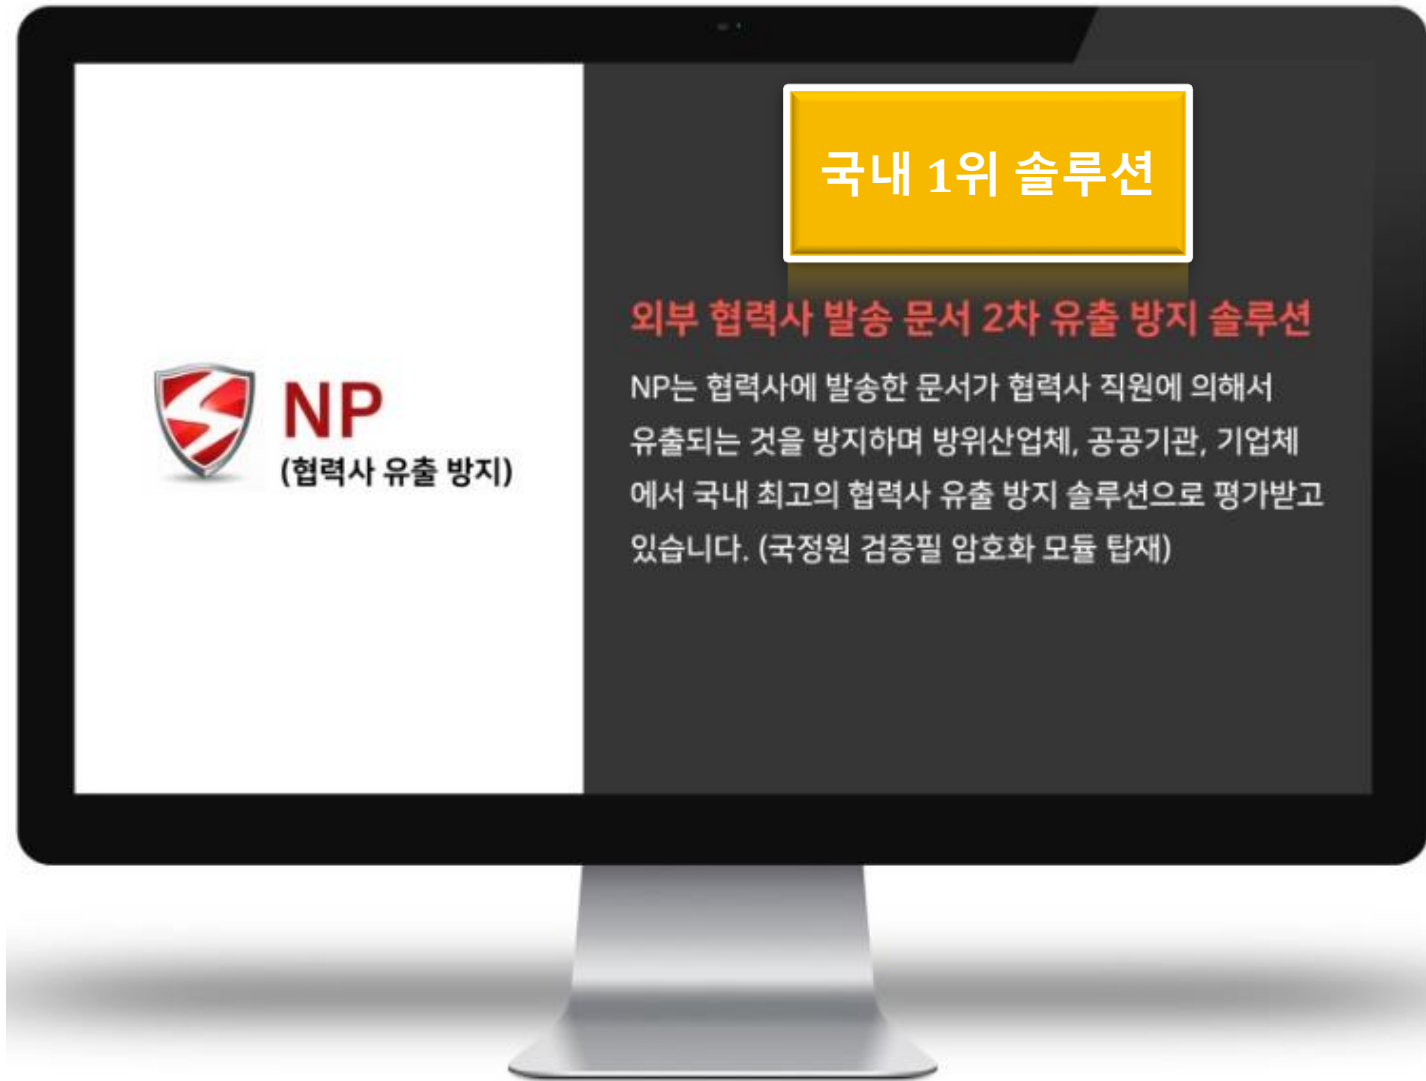 국내 1위 솔루션
외부 협력사 발송 문서 2차 유출 방지 솔루션
NP
(협력사 유출 방지)
NP는 협력사에 발송한 문서가 협력사 직원에 의해서
유출되는 것을 방지하며 방위산업체, 공공기관, 기업체
에서 국내 최고의 협력사 유출 방지 솔루션으로 평가받고
있습니다. (국정원 검증필 암호화 모듈 탑재)